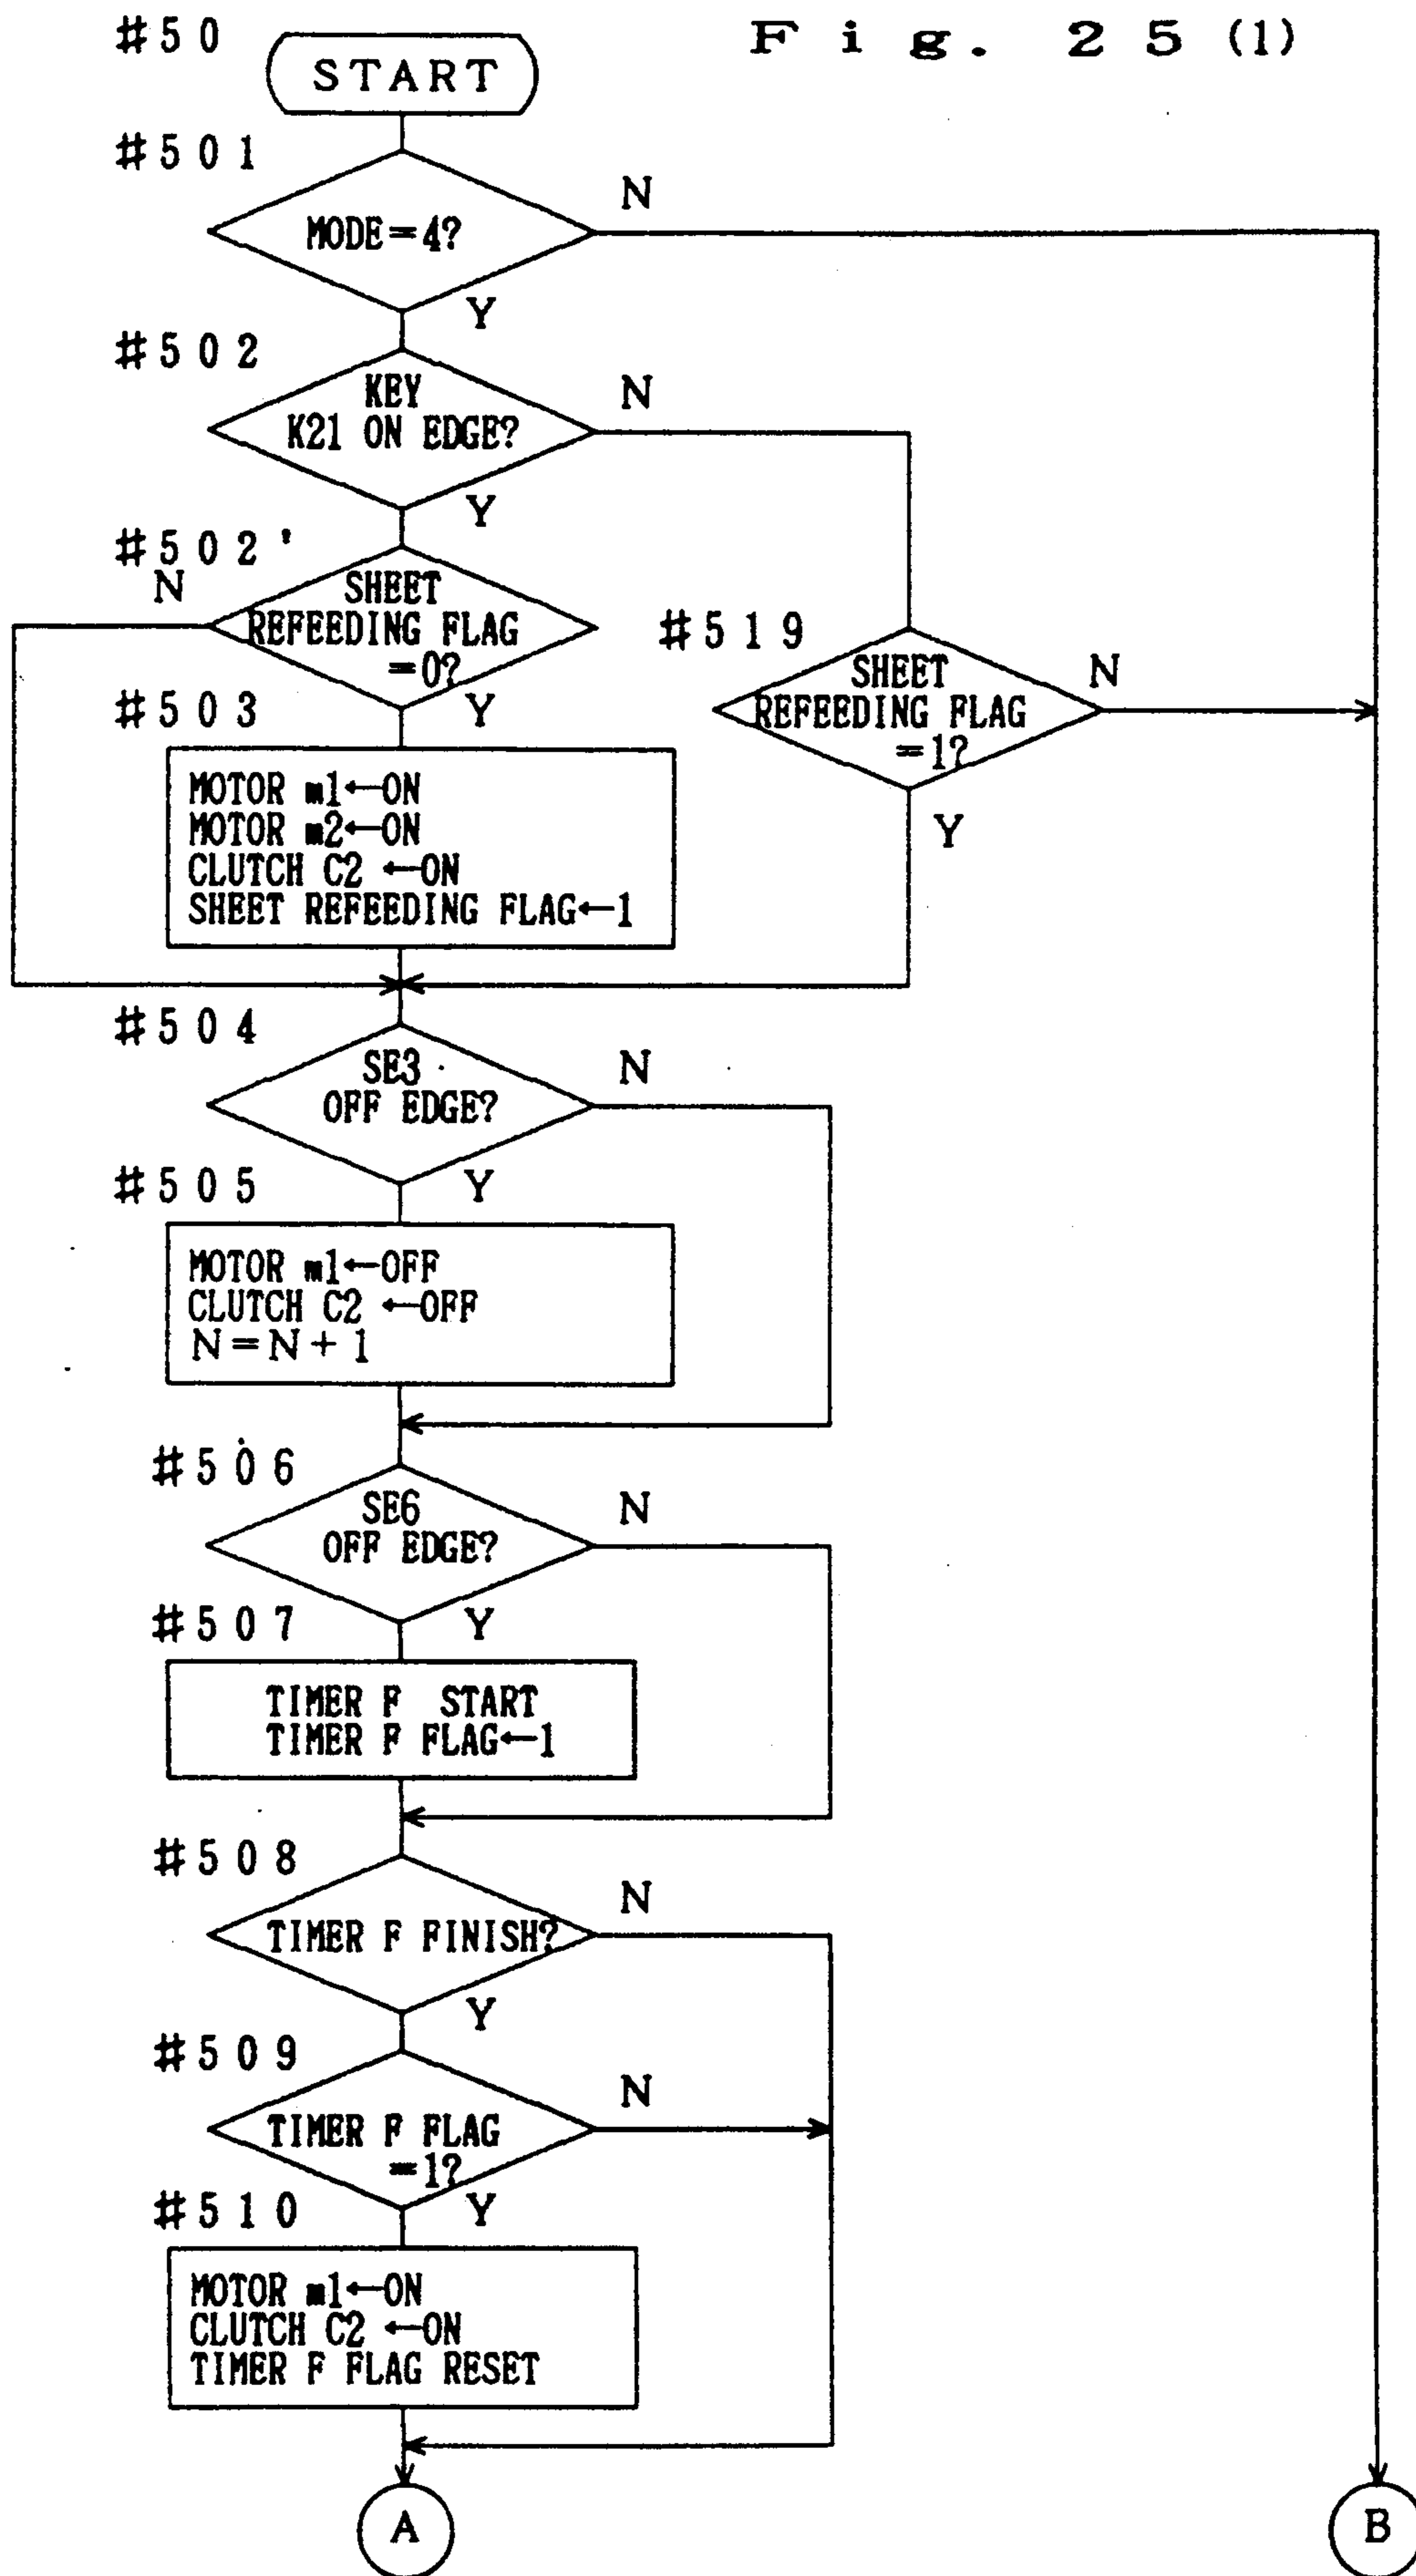 #50
Fig. 25 (1)
START
#501
N
MODE=4?
Y
#502
KEY
K21 ON EDGE?
N
Y
#502'
N
SHEET
REFEEDING FLAG
=0?
Y
#519
SHEET
REFEEDING FLAG
=1?
N
Y
#503
MOTOR m1←ON
MOTOR m2←ON
CLUTCH C2 ←ON
SHEET REFEEDING FLAG←1
#504
SE3
OFF EDGE?
N
Y
#505
MOTOR m1←OFF
CLUTCH C2 ←OFF
N=N+1
#506
SE6
OFF EDGE?
N
Y
#507
TIMER F START
TIMER F FLAG←1
#508
N
TIMER F FINISH?
Y
#509
N
TIMER F FLAG
=1?
Y
#510
MOTOR m1←ON
CLUTCH C2 ←ON
TIMER F FLAG RESET
A
B